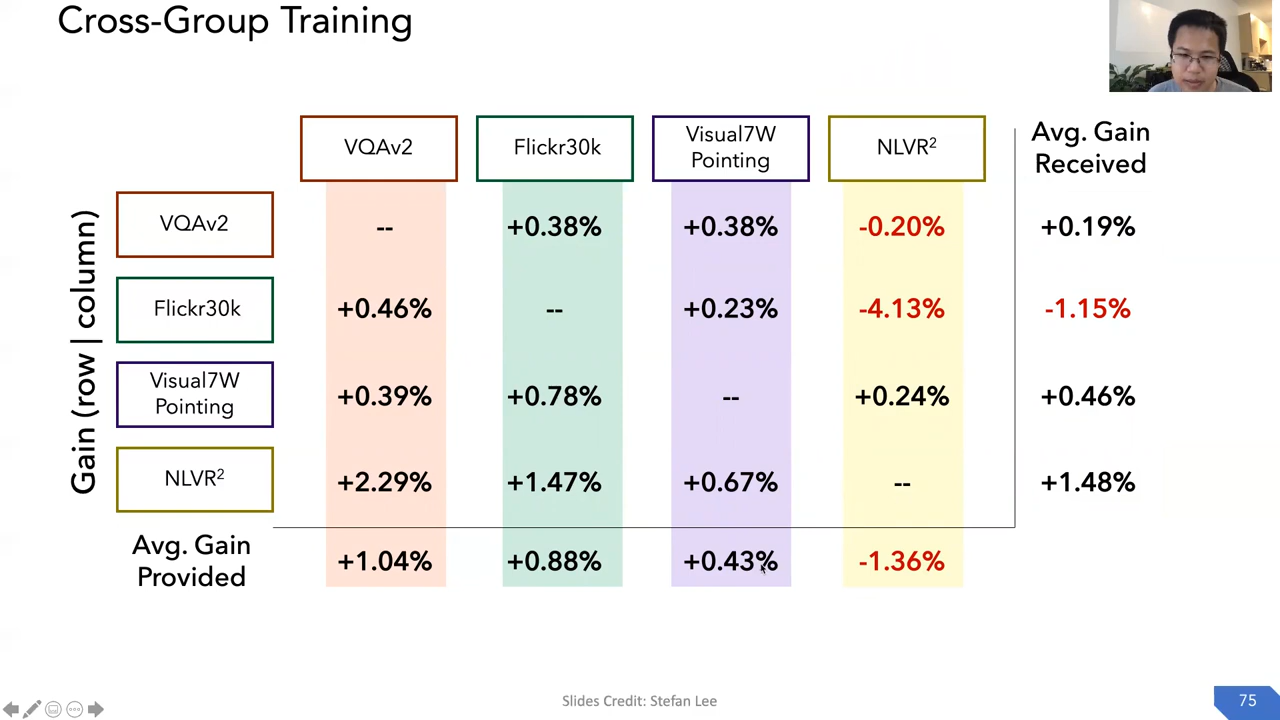 Cross-Group Training
VQAv2
Flickr30k
Visual7W
Pointing
NLVR²
Avg. Gain
Received
Gain (row | column)
VQAv2
--
+0.38%
+0.38%
-0.20%
+0.19%
Flickr30k
+0.46%
--
+0.23%
-4.13%
-1.15%
Visual7W
Pointing
+0.39%
+0.78%
--
+0.24%
+0.46%
NLVR²
+2.29%
+1.47%
+0.67%
--
+1.48%
Avg. Gain
Provided
+1.04%
+0.88%
+0.43%
-1.36%
Slides Credit: Stefan Lee
75